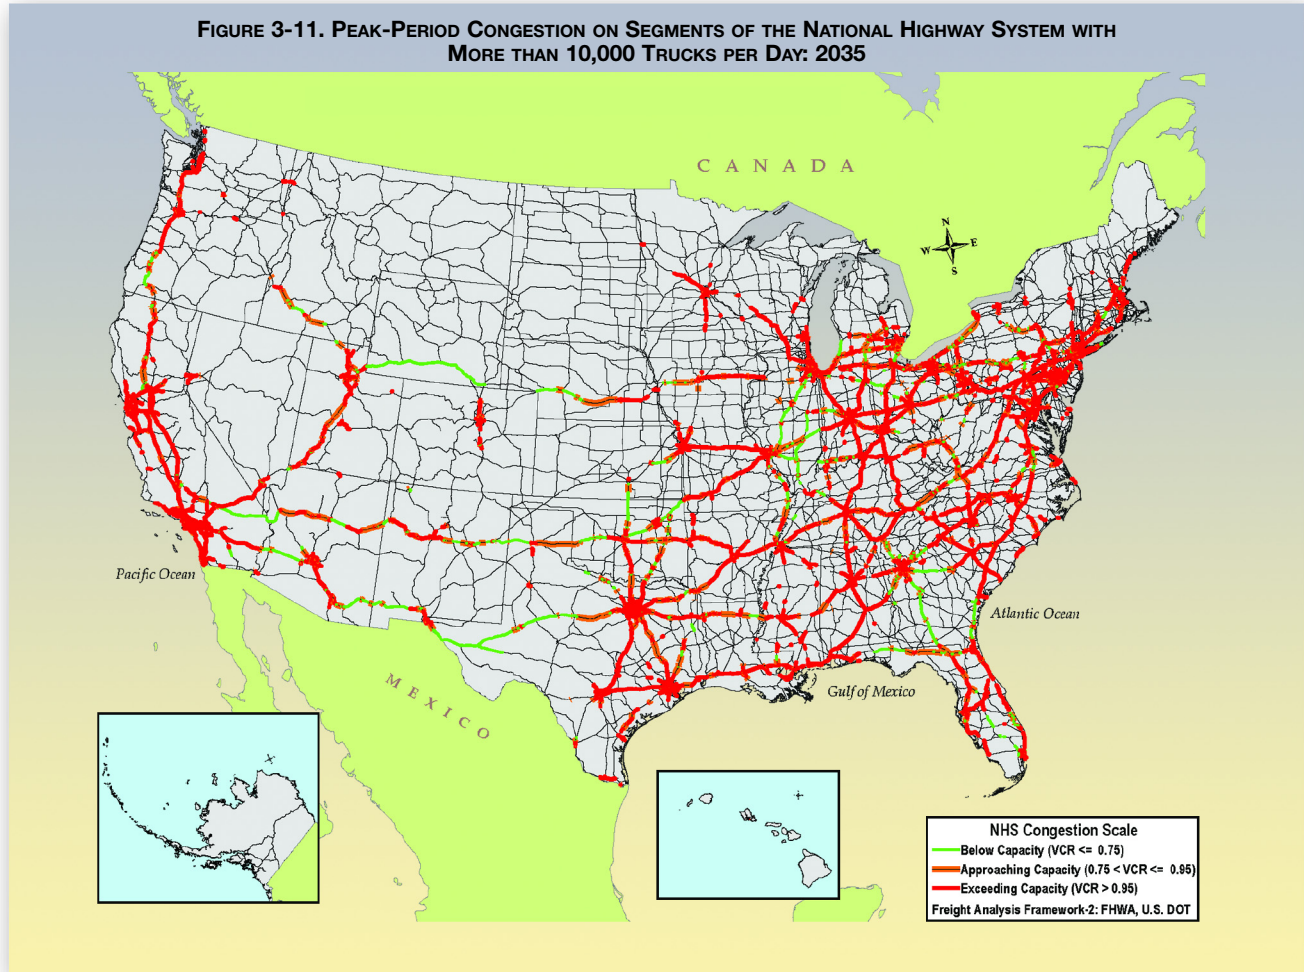 FIGURE 3-11. PEAK-PERIOD CONGESTION ON SEGMENTS OF THE NATIONAL HIGHWAY SYSTEM WITH
MORE THAN 10,000 TRUCKS PER DAY: 2035
CANADA
N
W E
S
Pacific Ocean
Atlantic Ocean
MEXICO
Gulf of Mexico
NHS Congestion Scale
Below Capacity (VCR <= 0.75)
Approaching Capacity (0.75 < VCR <= 0.95)
Exceeding Capacity (VCR > 0.95)
Freight Analysis Framework-2: FHWA, U.S. DOT